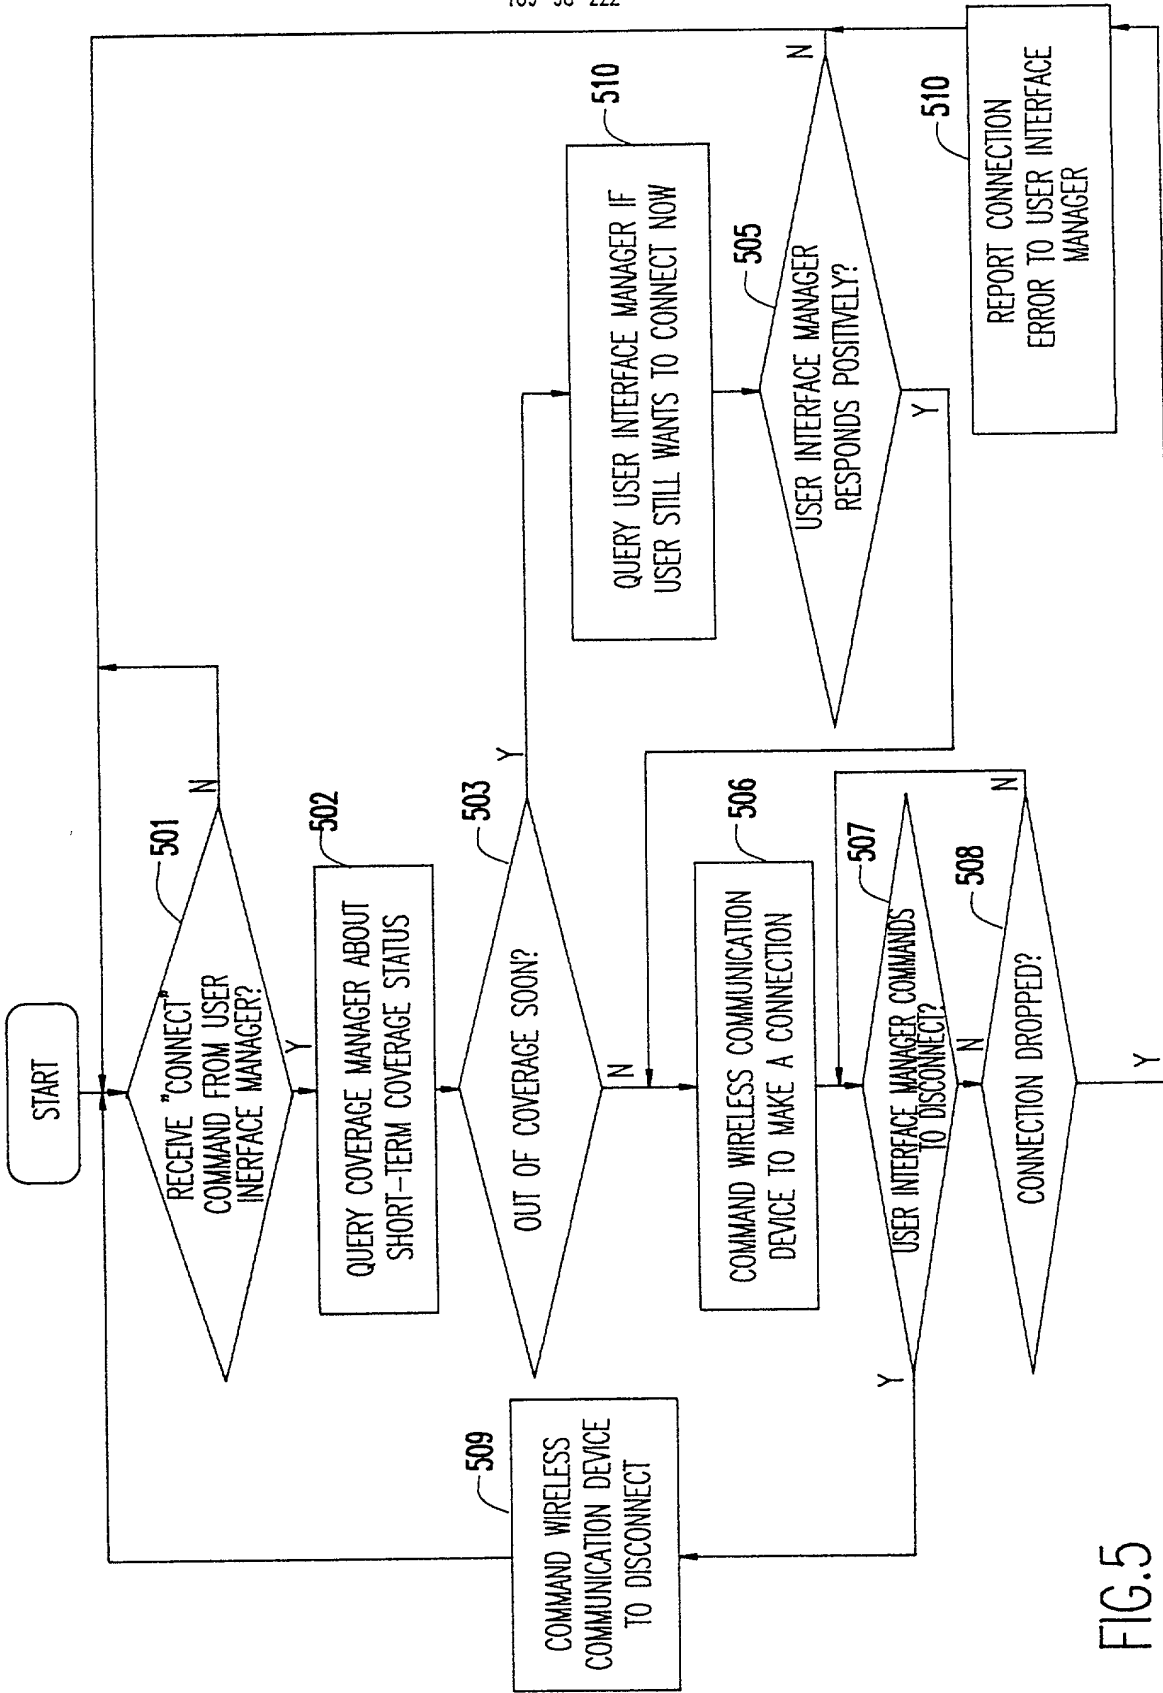 START
RECEIVE "CONNECT"
COMMAND FROM USER
INERFACE MANAGER?
501
N
Y
QUERY COVERAGE MANAGER ABOUT
SHORT-TERM COVERAGE STATUS
502
OUT OF COVERAGE SOON?
503
Y
N
QUERY USER INTERFACE MANAGER IF
USER STILL WANTS TO CONNECT NOW
510
USER INTERFACE MANAGER
RESPONDS POSITIVELY?
505
N
Y
COMMAND WIRELESS COMMUNICATION
DEVICE TO MAKE A CONNECTION
506
USER INTERFACE MANAGER COMMANDS
TO DISCONNECT?
507
Y
N
CONNECTION DROPPED?
508
N
Y
COMMAND WIRELESS
COMMUNICATION DEVICE
TO DISCONNECT
509
REPORT CONNECTION
ERROR TO USER INTERFACE
MANAGER
510
FIG.5